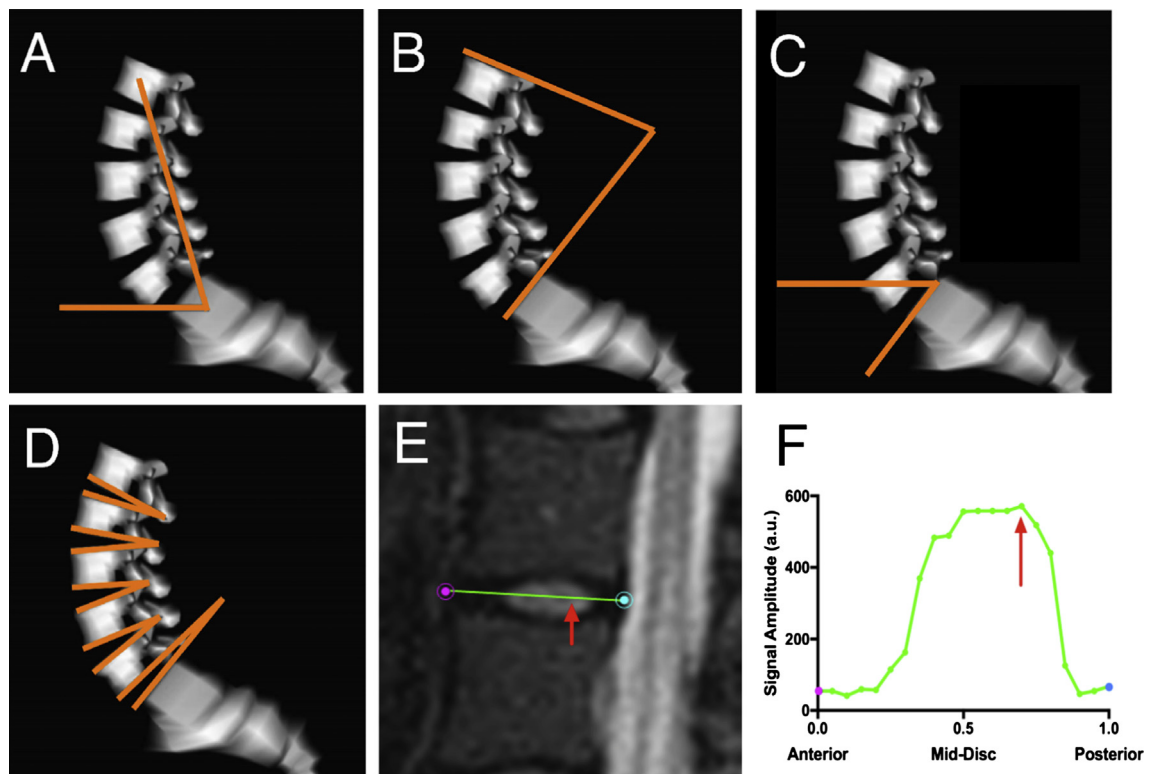 A
B
C
D
E
F
600
400
200
0
Signal Amplitude (a.u.)
0.0
0.5
1.0
Anterior
Mid-Disc
Posterior